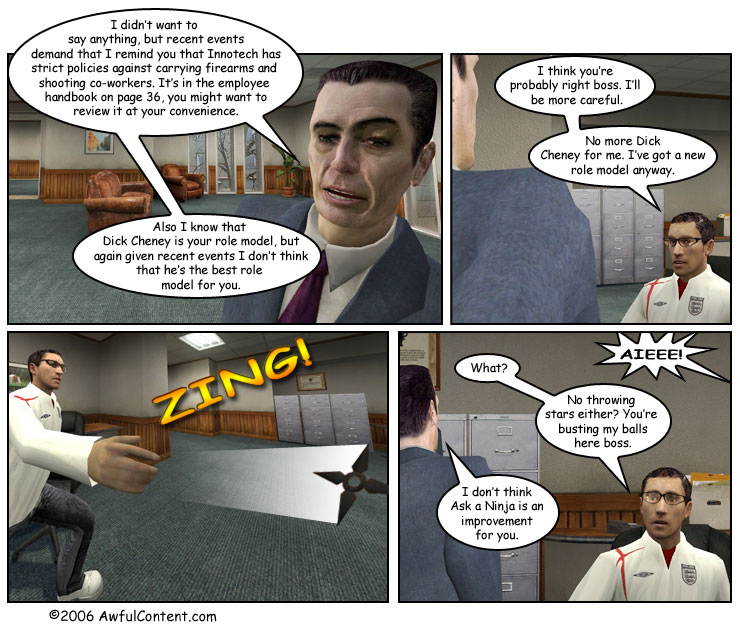 I didn't want to
say anything, but recent events
demand that I remind you that Innotech has
strict policies against carrying firearms and
shooting co-workers. It's in the employee
handbook on page 36, you might want to
review it at your convenience.
Also I know that
Dick Cheney is your role model, but
again given recent events I don't think
that he's the best role
model for you.
I think you're
probably right boss. I'll
be more careful.
No more Dick
Cheney for me. I've got a new
role model anyway.
ZING!
AIEEE!
What?
No throwing
stars either? You're
busting my balls
here boss.
I don't think
Ask a Ninja is an
improvement
for you.
©2006 AwfulContent.com